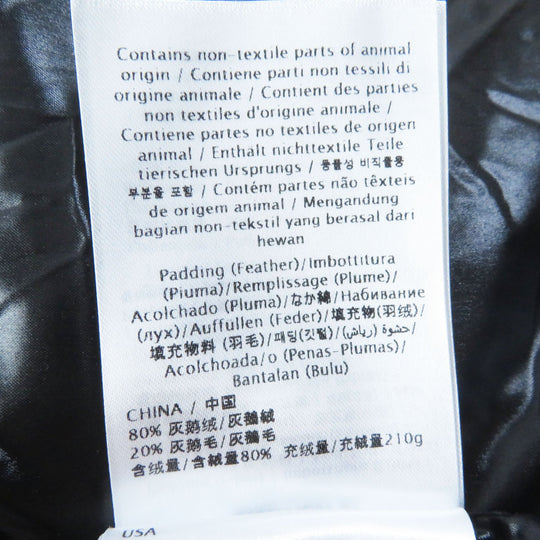 Contains non-textile parts of animal
origin / Contiene parti non tessili di
origine animale / Contient des parties
non textiles d'origine animale /
Contiene partes no textiles de origen
animal / Enthält nichttextile Teile
tierischen Ursprungs / 동물성 비직물용
부분을 포함 / Contém partes não têxteis
de origem animal / Mengandung
bagian non-tekstil yang berasal dari
hewan
Padding (Feather)/Imbottitura
(Piuma)/Remplissage (Plume)/
Acolchado (Pluma)/なか綿/Набивание
(лух)/Auffüllen (Feder)/填充物(羽绒)/
填充物料 (羽毛)/패딩(깃털)/(رياش) حشوة/
Acolchoada/o (Penas-Plumas)/
Bantalan (Bulu)
CHINA / 中国
80% 灰鹅绒/灰鵝絨
20% 灰鹅毛/灰鵝毛
含绒量/含絨量80% 充绒量/充絨量210g
USA